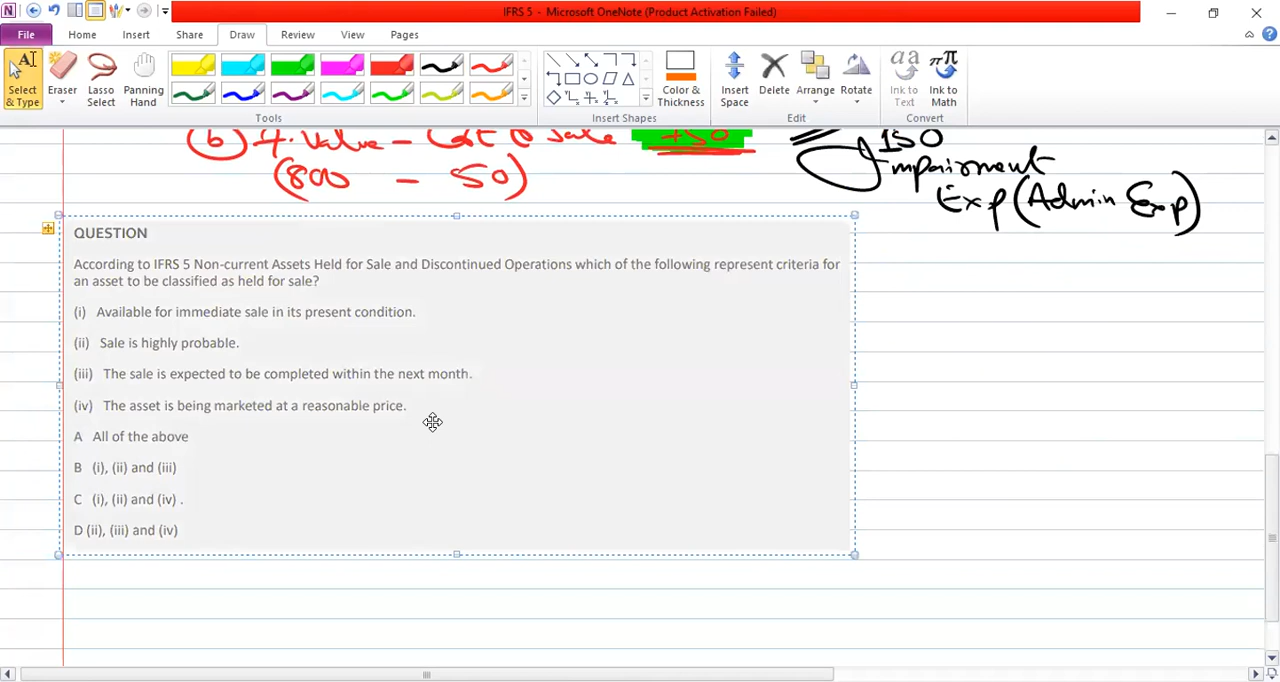 IFRS 5 - Microsoft OneNote (Product Activation Failed)
File Home Insert Share Draw Review View Pages
Select & Type
Eraser
Lasso Select
Panning Hand
Color & Thickness
Insert Space
Delete
Arrange
Rotate
Ink to Text
Ink to Math
Tools
Insert Shapes
Edit
Convert
(b) f. Value - Cost to Sale 750
(800 - 50)
150
Impairment
Exp (Admin Exp)
QUESTION
According to IFRS 5 Non-current Assets Held for Sale and Discontinued Operations which of the following represent criteria for
an asset to be classified as held for sale?
(i) Available for immediate sale in its present condition.
(ii) Sale is highly probable.
(iii) The sale is expected to be completed within the next month.
(iv) The asset is being marketed at a reasonable price.
A All of the above
B (i), (ii) and (iii)
C (i), (ii) and (iv) .
D (ii), (iii) and (iv)